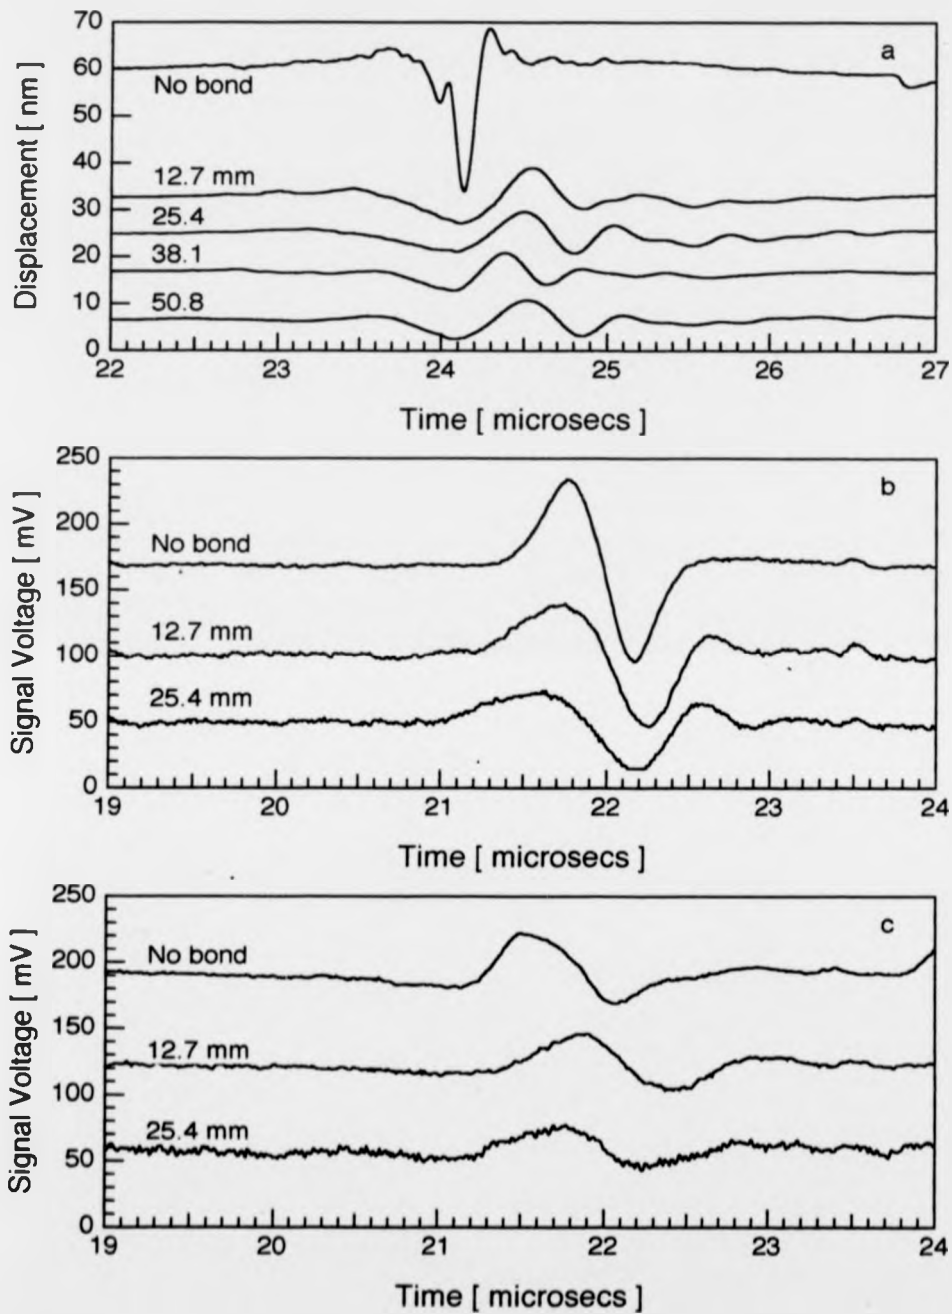 70
60
50
40
30
20
10
0
Displacement [ nm ]
a
No bond
12.7 mm
25.4
38.1
50.8
22
23
24
25
26
27
Time [ microsecs ]
250
200
150
100
50
0
Signal Voltage [ mV ]
b
No bond
12.7 mm
25.4 mm
19
20
21
22
23
24
Time [ microsecs ]
250
200
150
100
50
0
Signal Voltage [ mV ]
c
No bond
12.7 mm
25.4 mm
19
20
21
22
23
24
Time [ microsecs ]